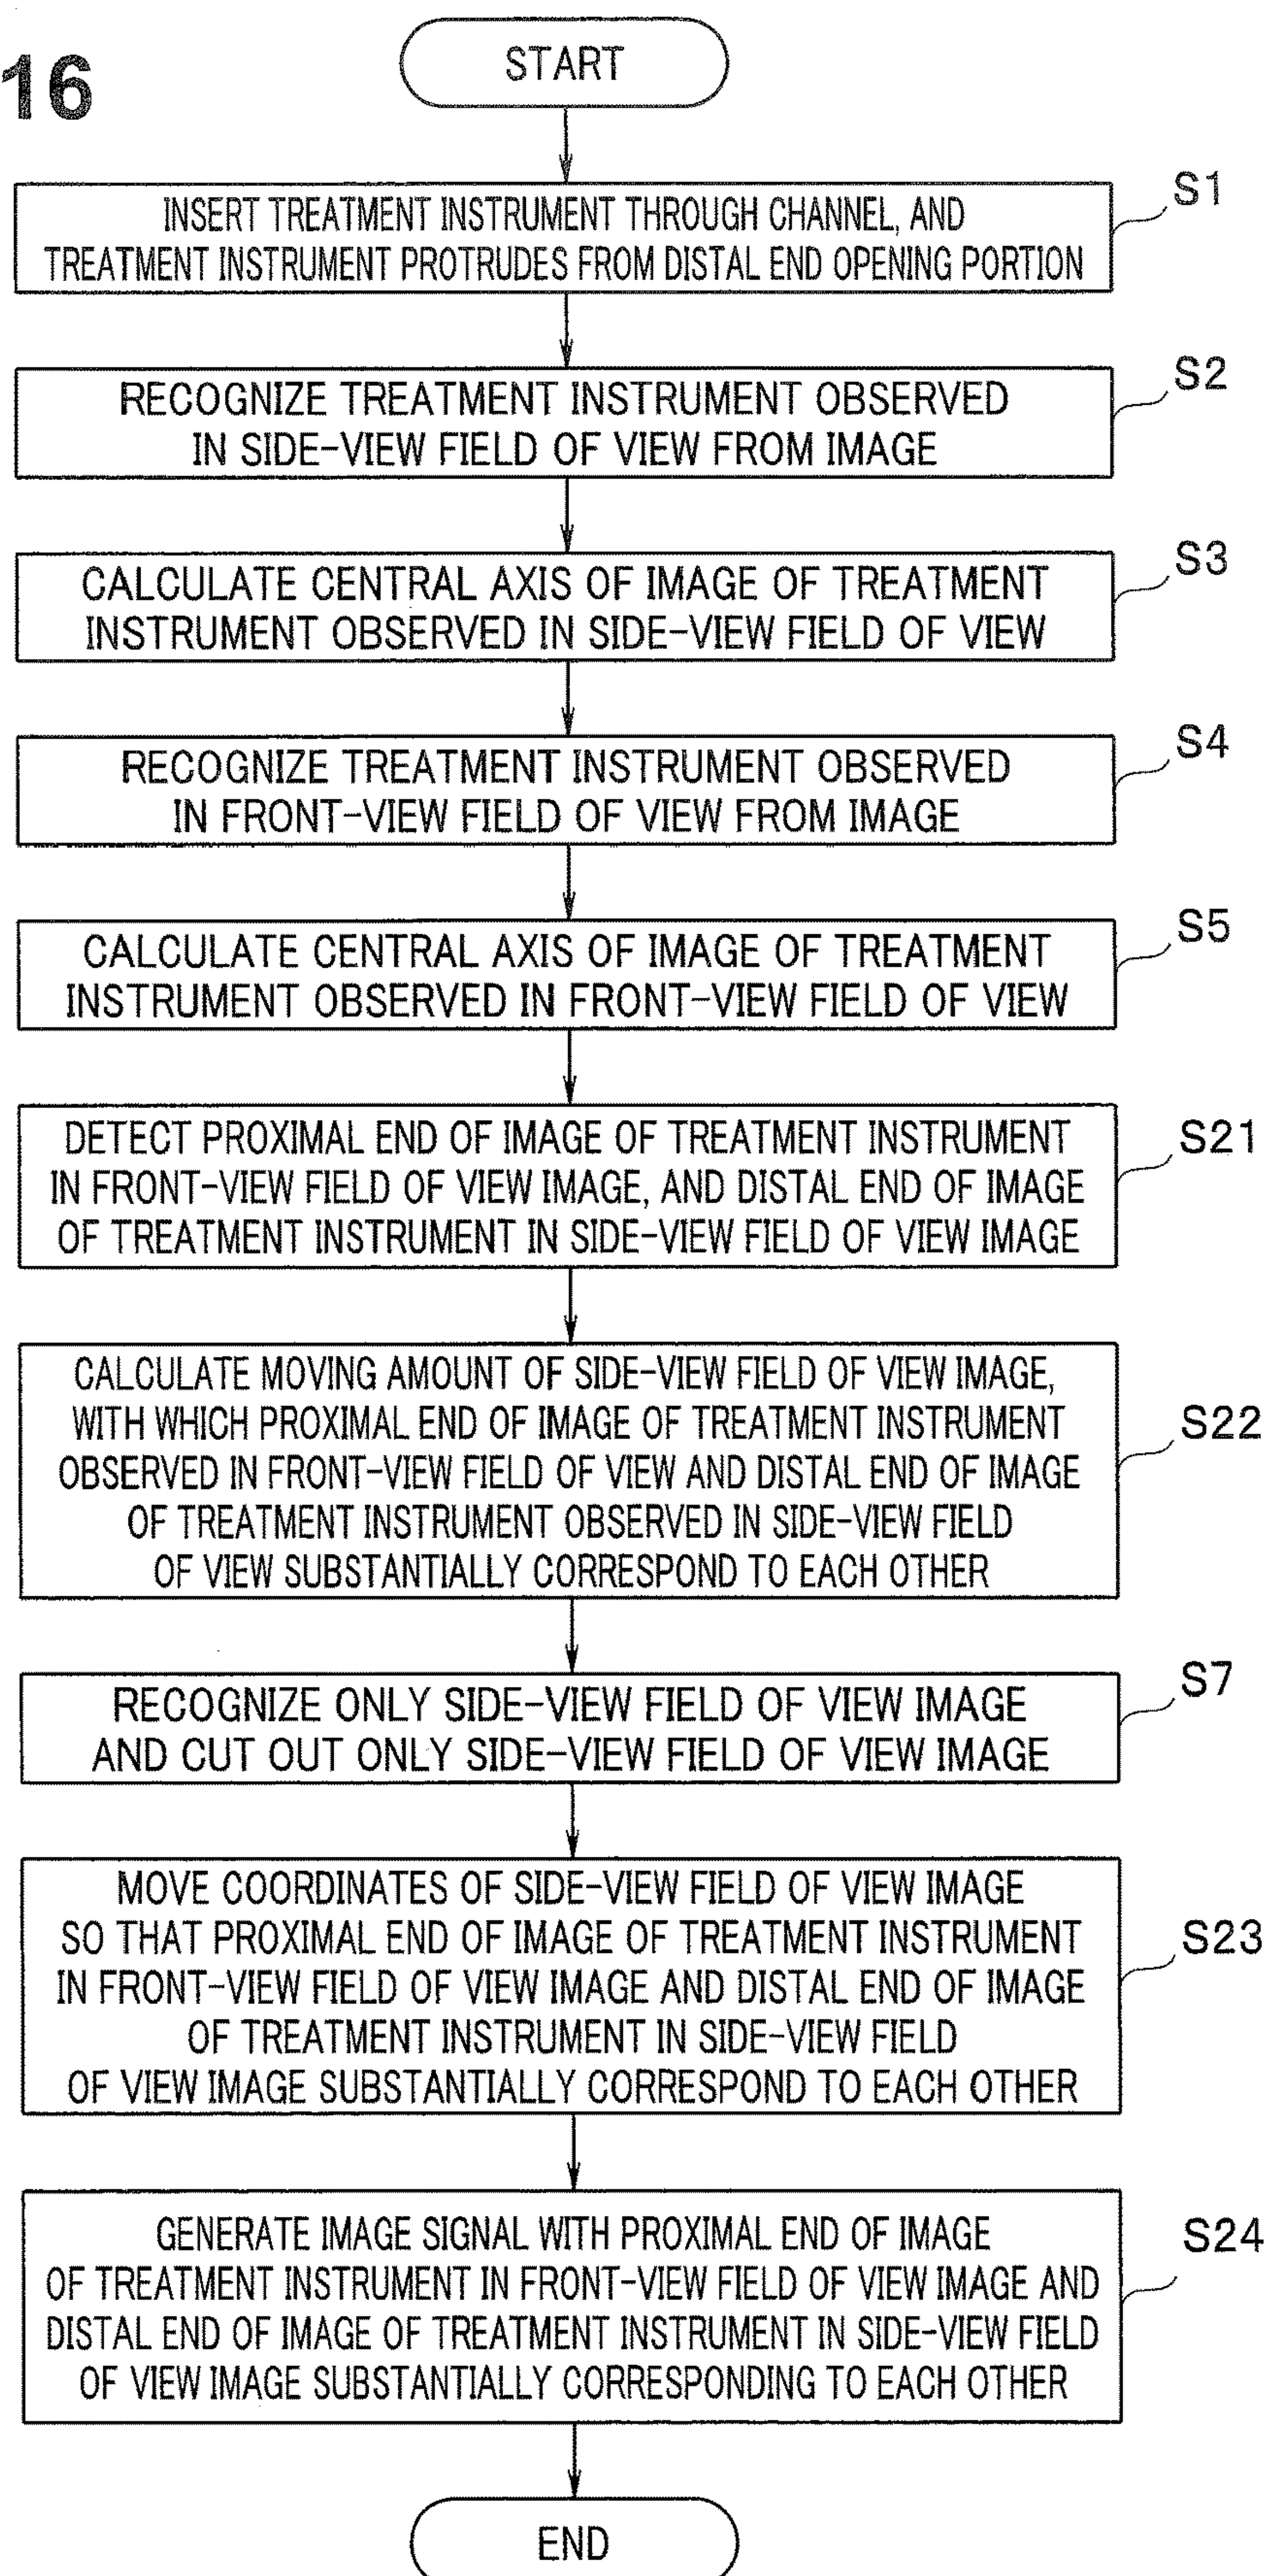 16
START
S1
INSERT TREATMENT INSTRUMENT THROUGH CHANNEL, AND
TREATMENT INSTRUMENT PROTRUDES FROM DISTAL END OPENING PORTION
S2
RECOGNIZE TREATMENT INSTRUMENT OBSERVED
IN SIDE-VIEW FIELD OF VIEW FROM IMAGE
S3
CALCULATE CENTRAL AXIS OF IMAGE OF TREATMENT
INSTRUMENT OBSERVED IN SIDE-VIEW FIELD OF VIEW
S4
RECOGNIZE TREATMENT INSTRUMENT OBSERVED
IN FRONT-VIEW FIELD OF VIEW FROM IMAGE
S5
CALCULATE CENTRAL AXIS OF IMAGE OF TREATMENT
INSTRUMENT OBSERVED IN FRONT-VIEW FIELD OF VIEW
S21
DETECT PROXIMAL END OF IMAGE OF TREATMENT INSTRUMENT
IN FRONT-VIEW FIELD OF VIEW IMAGE, AND DISTAL END OF IMAGE
OF TREATMENT INSTRUMENT IN SIDE-VIEW FIELD OF VIEW IMAGE
S22
CALCULATE MOVING AMOUNT OF SIDE-VIEW FIELD OF VIEW IMAGE,
WITH WHICH PROXIMAL END OF IMAGE OF TREATMENT INSTRUMENT
OBSERVED IN FRONT-VIEW FIELD OF VIEW AND DISTAL END OF IMAGE
OF TREATMENT INSTRUMENT OBSERVED IN SIDE-VIEW FIELD
OF VIEW SUBSTANTIALLY CORRESPOND TO EACH OTHER
S7
RECOGNIZE ONLY SIDE-VIEW FIELD OF VIEW IMAGE
AND CUT OUT ONLY SIDE-VIEW FIELD OF VIEW IMAGE
S23
MOVE COORDINATES OF SIDE-VIEW FIELD OF VIEW IMAGE
SO THAT PROXIMAL END OF IMAGE OF TREATMENT INSTRUMENT
IN FRONT-VIEW FIELD OF VIEW IMAGE AND DISTAL END OF IMAGE
OF TREATMENT INSTRUMENT IN SIDE-VIEW FIELD
OF VIEW IMAGE SUBSTANTIALLY CORRESPOND TO EACH OTHER
S24
GENERATE IMAGE SIGNAL WITH PROXIMAL END OF IMAGE
OF TREATMENT INSTRUMENT IN FRONT-VIEW FIELD OF VIEW IMAGE AND
DISTAL END OF IMAGE OF TREATMENT INSTRUMENT IN SIDE-VIEW FIELD
OF VIEW IMAGE SUBSTANTIALLY CORRESPONDING TO EACH OTHER
END